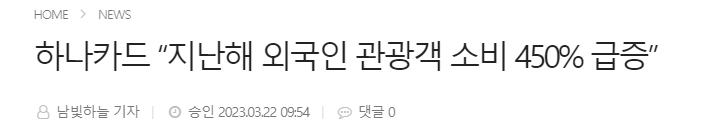 HOME > NEWS
하나카드 “지난해 외국인 관광객 소비 450% 급증”
남빛하늘 기자 | 승인 2023.03.22 09:54 | 댓글 0